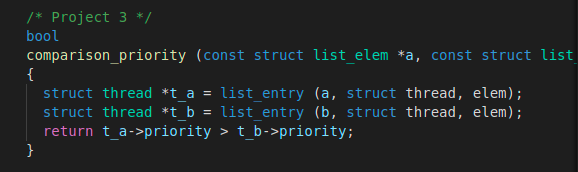 /* Project 3 */
bool
comparison_priority (const struct list_elem *a, const struct list_
{
struct thread *t_a = list_entry (a, struct thread, elem);
struct thread *t_b = list_entry (b, struct thread, elem);
return t_a->priority > t_b->priority;
}